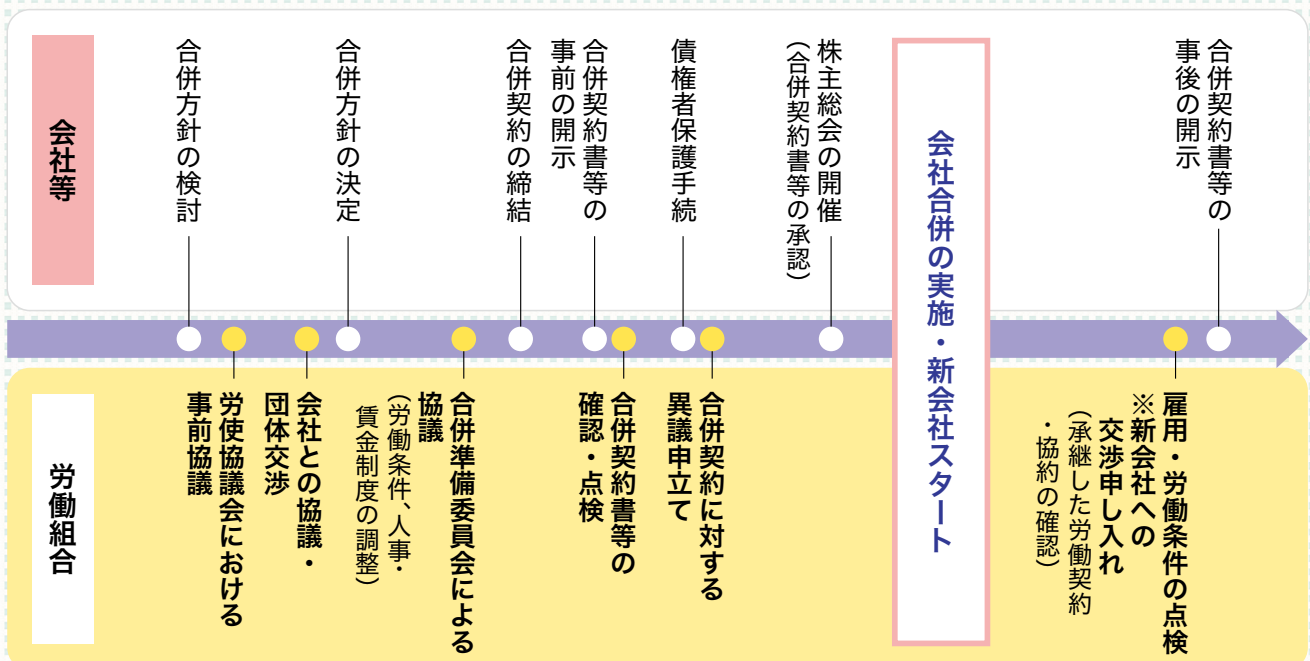 会社等
合併方針の検討
合併方針の決定
合併契約の締結
合併契約書等の
事前の開示
債権者保護手続
株主総会の開催
（合併契約書等の承認）
会社合併の実施・新会社スタート
合併契約書等の
事後の開示
労働組合
労使協議会における
事前協議
会社との協議・
団体交渉
合併準備委員会による
協議
（労働条件、人事・
賃金制度の調整）
合併契約書等の
確認・点検
合併契約に対する
異議申立て
雇用・労働条件の点検
※新会社への
交渉申し入れ
（承継した労働契約
・協約の確認）